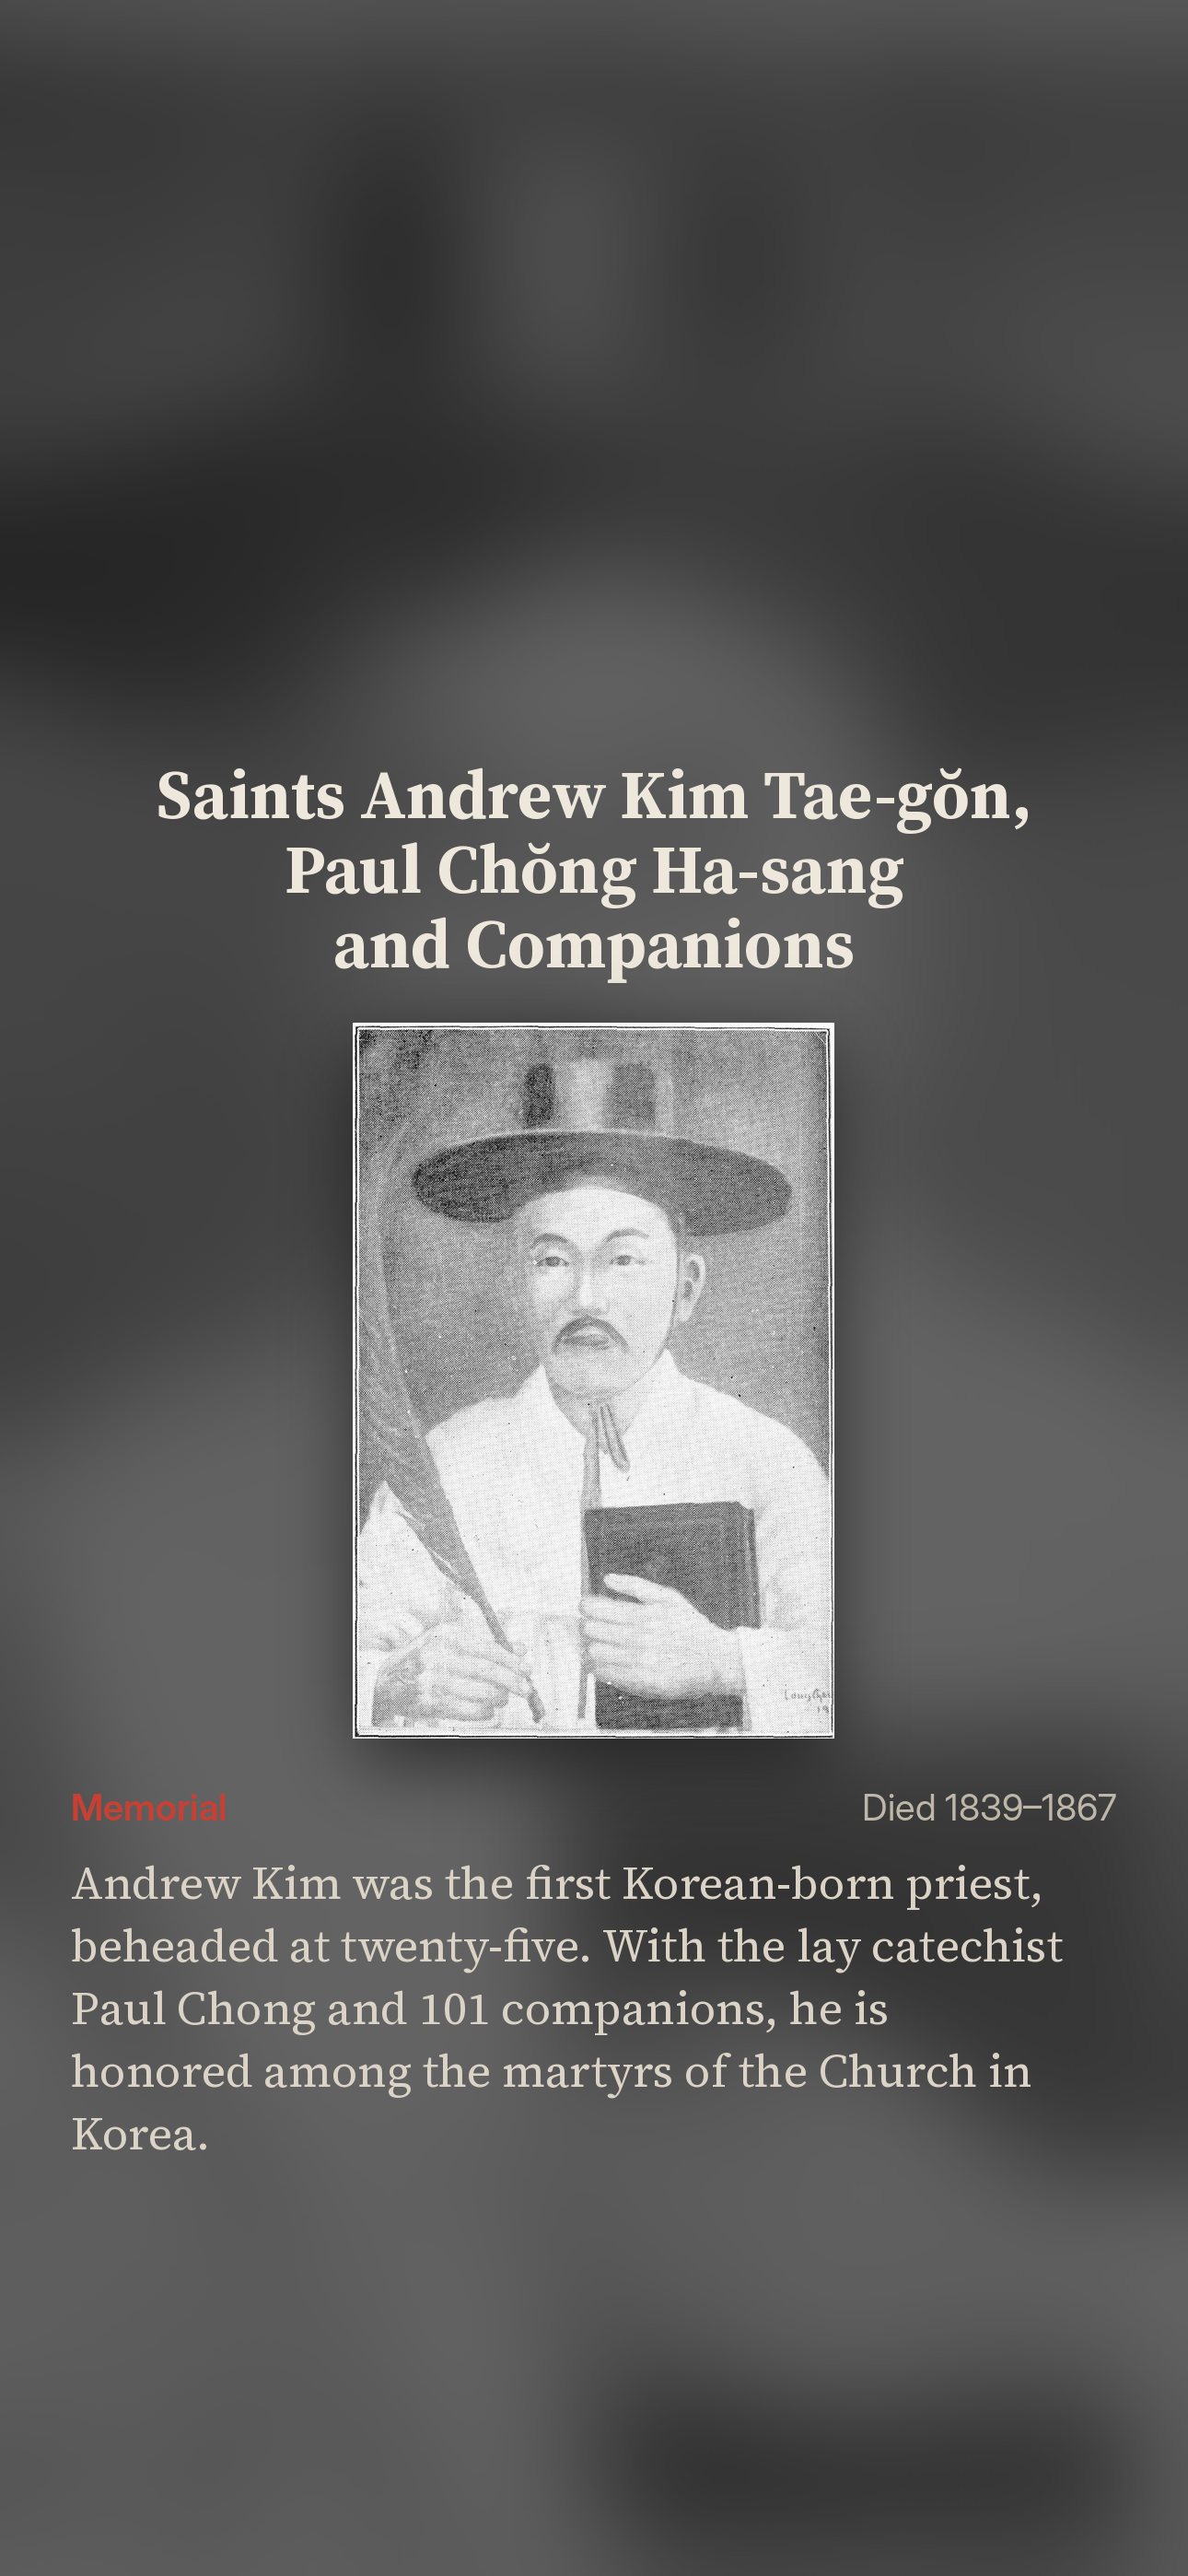 Saints Andrew Kim Tae-gŏn,
Paul Chŏng Ha-sang
and Companions
Memorial
Died 1839–1867
Andrew Kim was the first Korean-born priest,
beheaded at twenty-five. With the lay catechist
Paul Chong and 101 companions, he is
honored among the martyrs of the Church in
Korea.